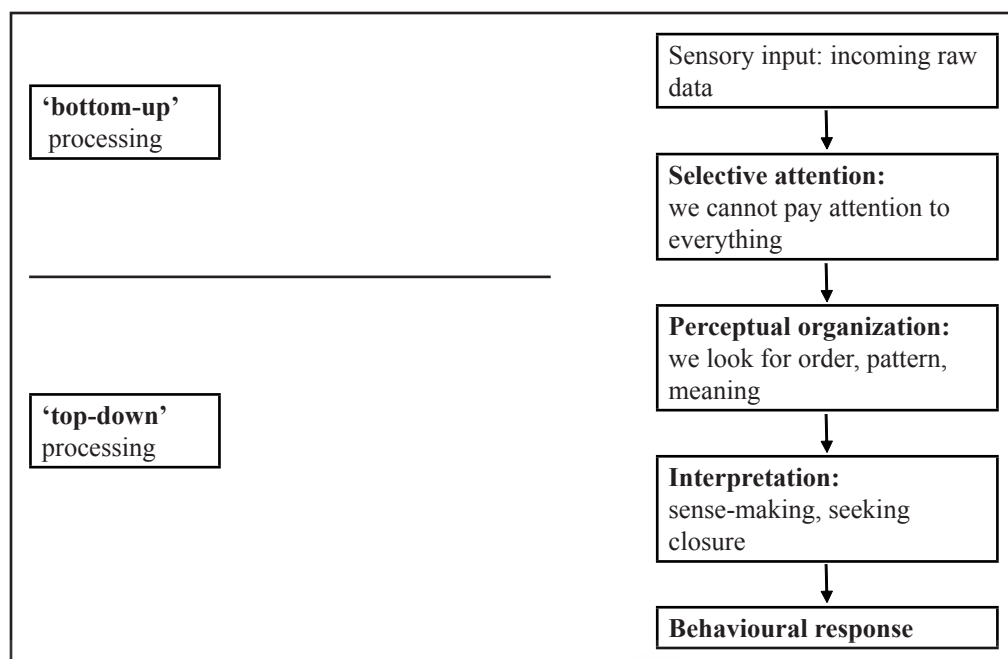 Sensory input: incoming raw
data
‘bottom-up’
processing
Selective attention:
we cannot pay attention to
everything
Perceptual organization:
we look for order, pattern,
meaning
‘top-down’
processing
Interpretation:
sense-making, seeking
closure
Behavioural response